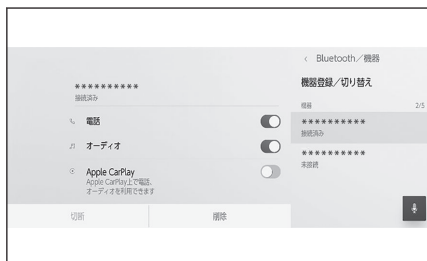 ＊＊＊＊＊＊＊＊＊＊
接続済み
電話
オーディオ
Apple CarPlay
Apple CarPlay上で電話、
オーディオを利用できます
切断
削除
＜ Bluetooth／機器
機器登録／切り替え
機器 2/5
＊＊＊＊＊＊＊＊＊＊
接続済み
＊＊＊＊＊＊＊＊＊＊
未接続